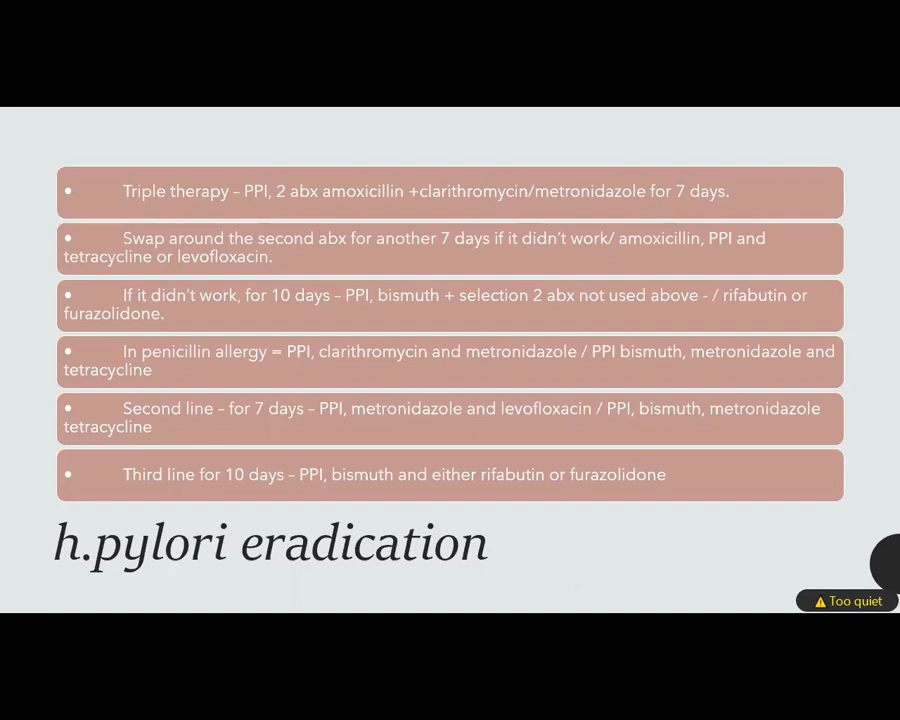 • Triple therapy – PPI, 2 abx amoxicillin +clarithromycin/metronidazole for 7 days.
• Swap around the second abx for another 7 days if it didn't work/ amoxicillin, PPI and
tetracycline or levofloxacin.
• If it didn't work, for 10 days – PPI, bismuth + selection 2 abx not used above - / rifabutin or
furazolidone.
• In penicillin allergy = PPI, clarithromycin and metronidazole / PPI bismuth, metronidazole and
tetracycline
• Second line – for 7 days – PPI, metronidazole and levofloxacin / PPI, bismuth, metronidazole
tetracycline
• Third line for 10 days – PPI, bismuth and either rifabutin or furazolidone
h.pylori eradication
Too quiet